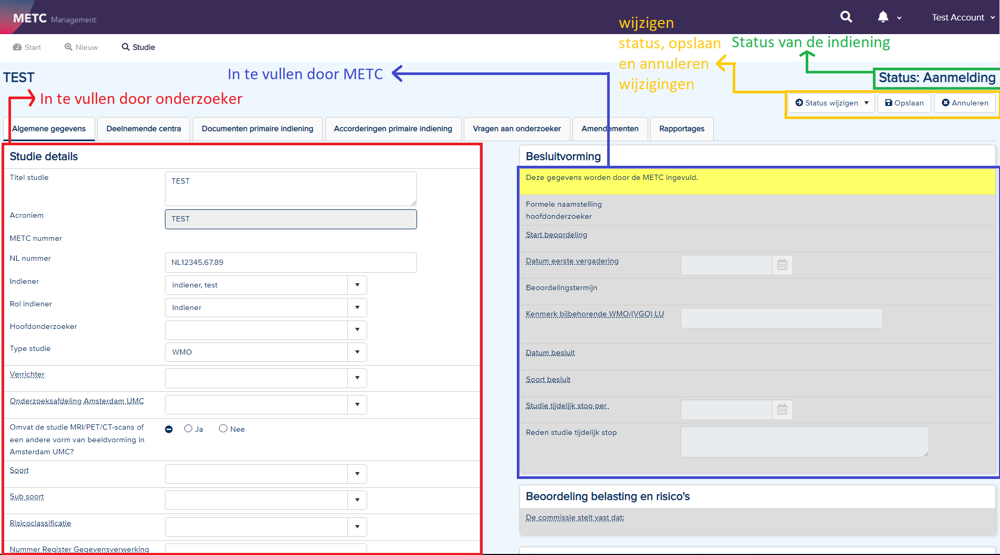 METC Management
Test Account
wijzigen
status, opslaan
en annuleren
wijzigingen
Status van de indiening
Start
Nieuw
Studie
TEST
In te vullen door METC
Status: Aanmelding
In te vullen door onderzoeker
Status wijzigen
Opslaan
Annuleren
Algemene gegevens
Deelnemende centra
Documenten primaire indiening
Accorderingen primaire indiening
Vragen aan onderzoeker
Amendementen
Rapportages
Studie details
Titel studie
TEST
Acroniem
TEST
METC nummer
NL nummer
NL12345.67.89
Indiener
indiener, test
Rol indiener
Indiener
Hoofdonderzoeker
Type studie
WMO
Verrichter
Onderzoeksafdeling Amsterdam UMC
Omvat de studie MRI/PET/CT-scans of
een andere vorm van beeldvorming in
Amsterdam UMC?
Ja
Nee
Soort
Sub soort
Risicoclassificatie
Nummer Register Gegevensverwerking
Besluitvorming
Deze gegevens worden door de METC ingevuld.
Formele naamstelling
hoofdonderzoeker
Start beoordeling
Datum eerste vergadering
Beoordelingstermijn
Kenmerk bijbehorende WMO/(VGO) LU
Datum besluit
Soort besluit
Studie tijdelijk stop per.
Reden studie tijdelijk stop
Beoordeling belasting en risico's
De commissie stelt vast dat: